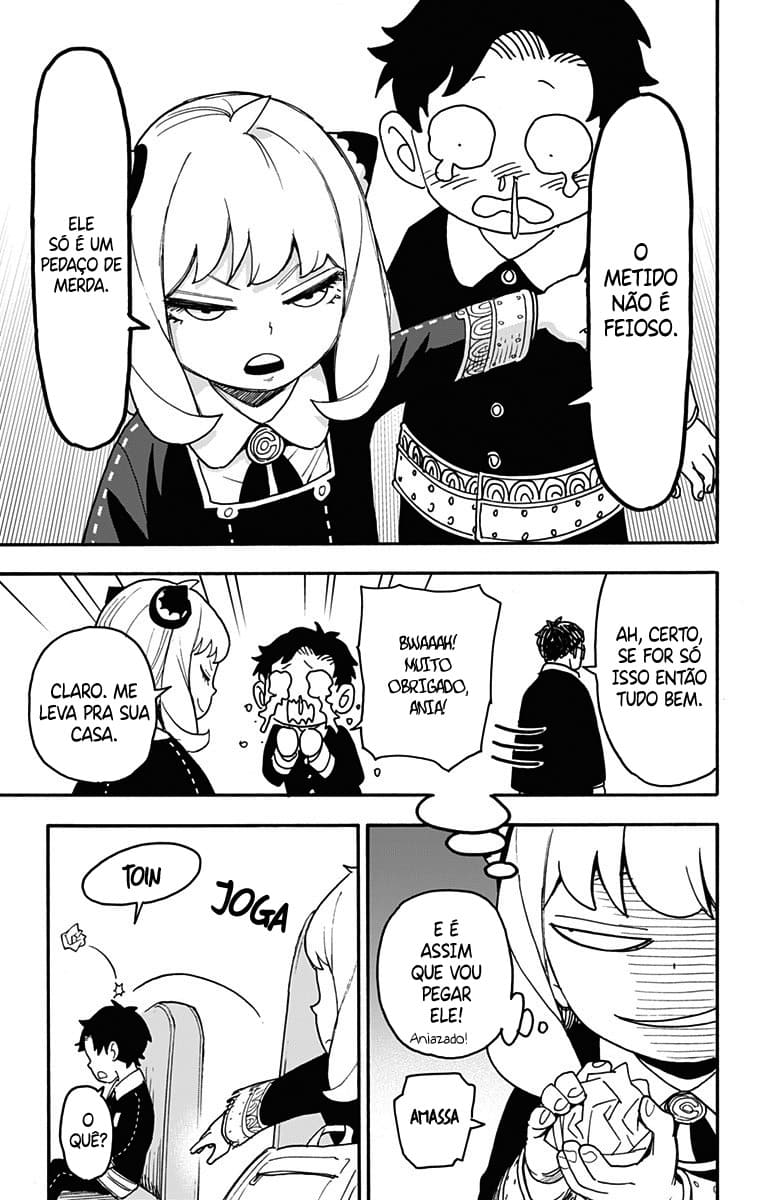 O
METIDO
NÃO É
FEIOSO.
ELE
SÓ É UM
PEDAÇO DE
MERDA.
AH, CERTO,
SE FOR SÓ
ISSO ENTÃO
TUDO BEM.
BWAAAH!
MUITO
OBRIGADO,
ANIA!
CLARO. ME
LEVA PRA SUA
CASA.
E É
ASSIM
QUE VOU
PEGAR
ELE!
Aniazado!
AMASSA
JOGA
TOIN
O
QUÊ?